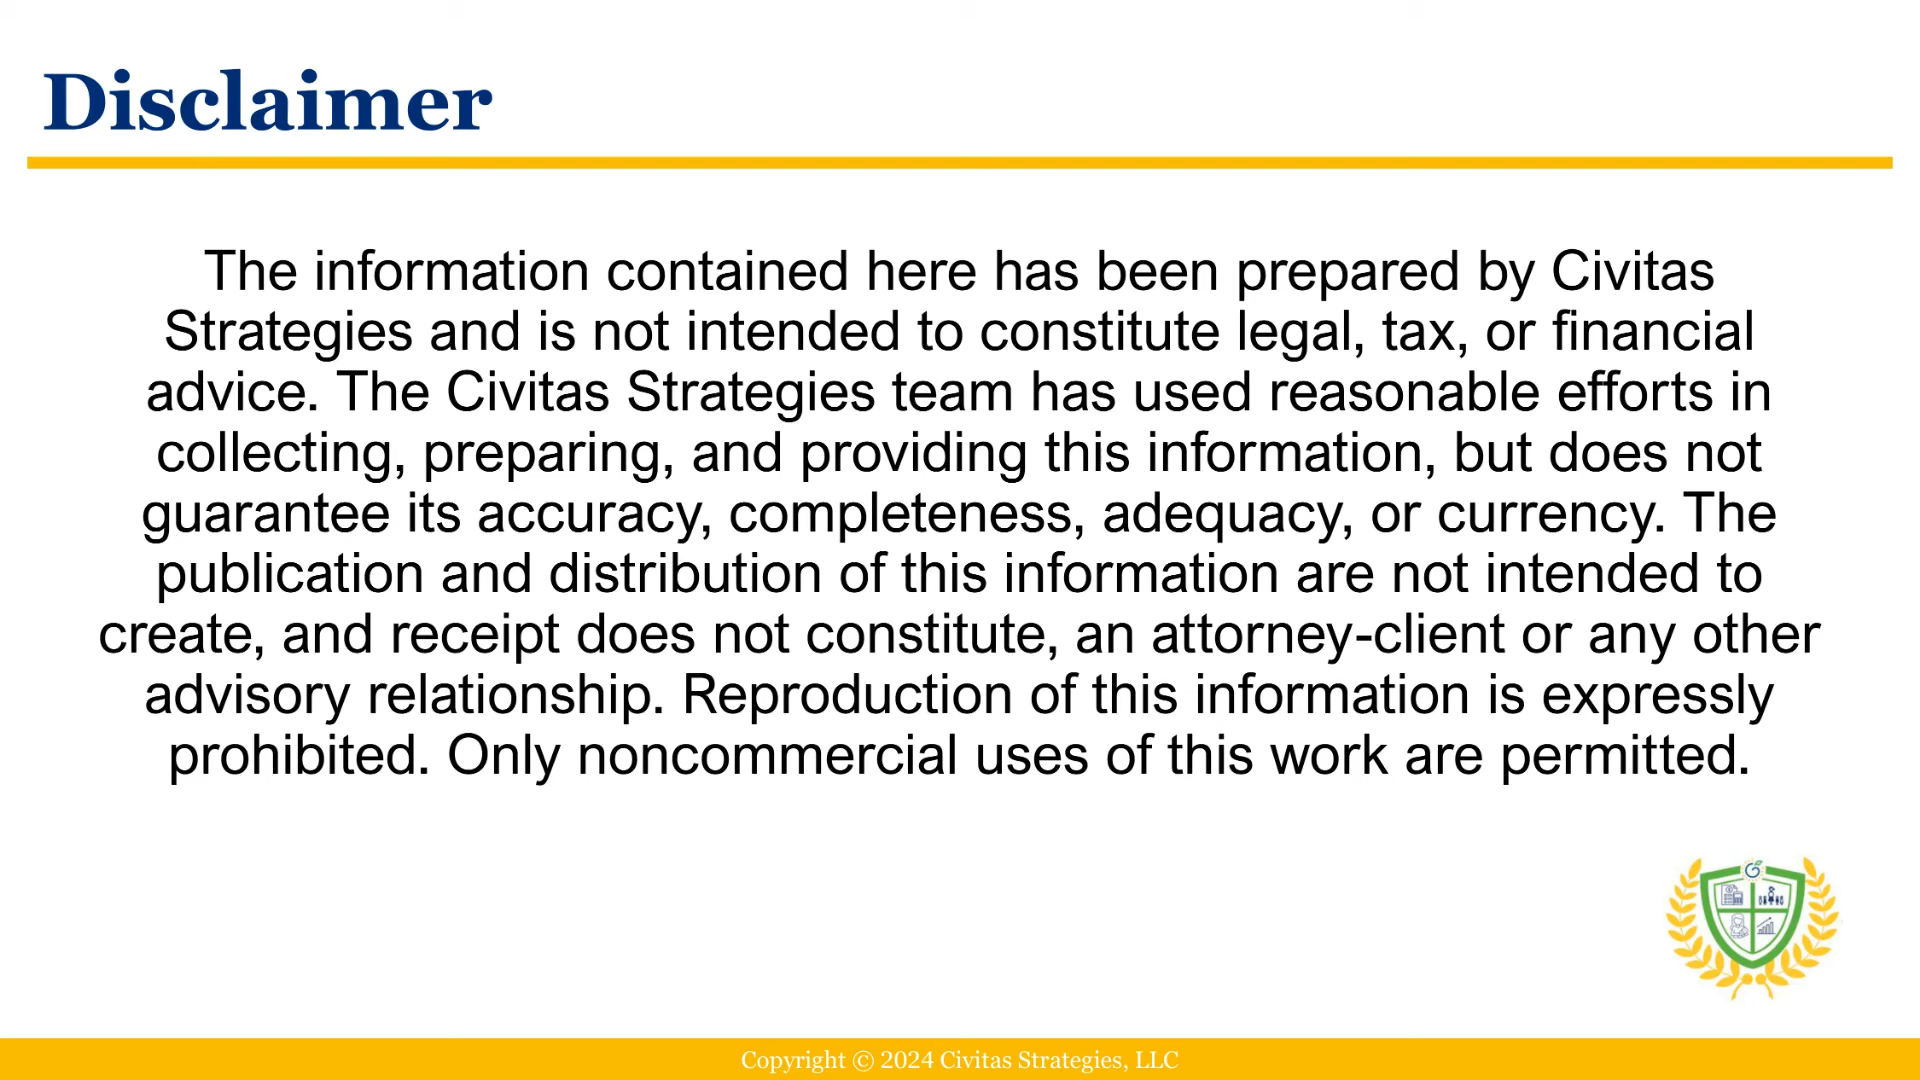 Disclaimer
The information contained here has been prepared by Civitas
Strategies and is not intended to constitute legal, tax, or financial
advice. The Civitas Strategies team has used reasonable efforts in
collecting, preparing, and providing this information, but does not
guarantee its accuracy, completeness, adequacy, or currency. The
publication and distribution of this information are not intended to
create, and receipt does not constitute, an attorney-client or any other
advisory relationship. Reproduction of this information is expressly
prohibited. Only noncommercial uses of this work are permitted.
Copyright © 2024 Civitas Strategies, LLC